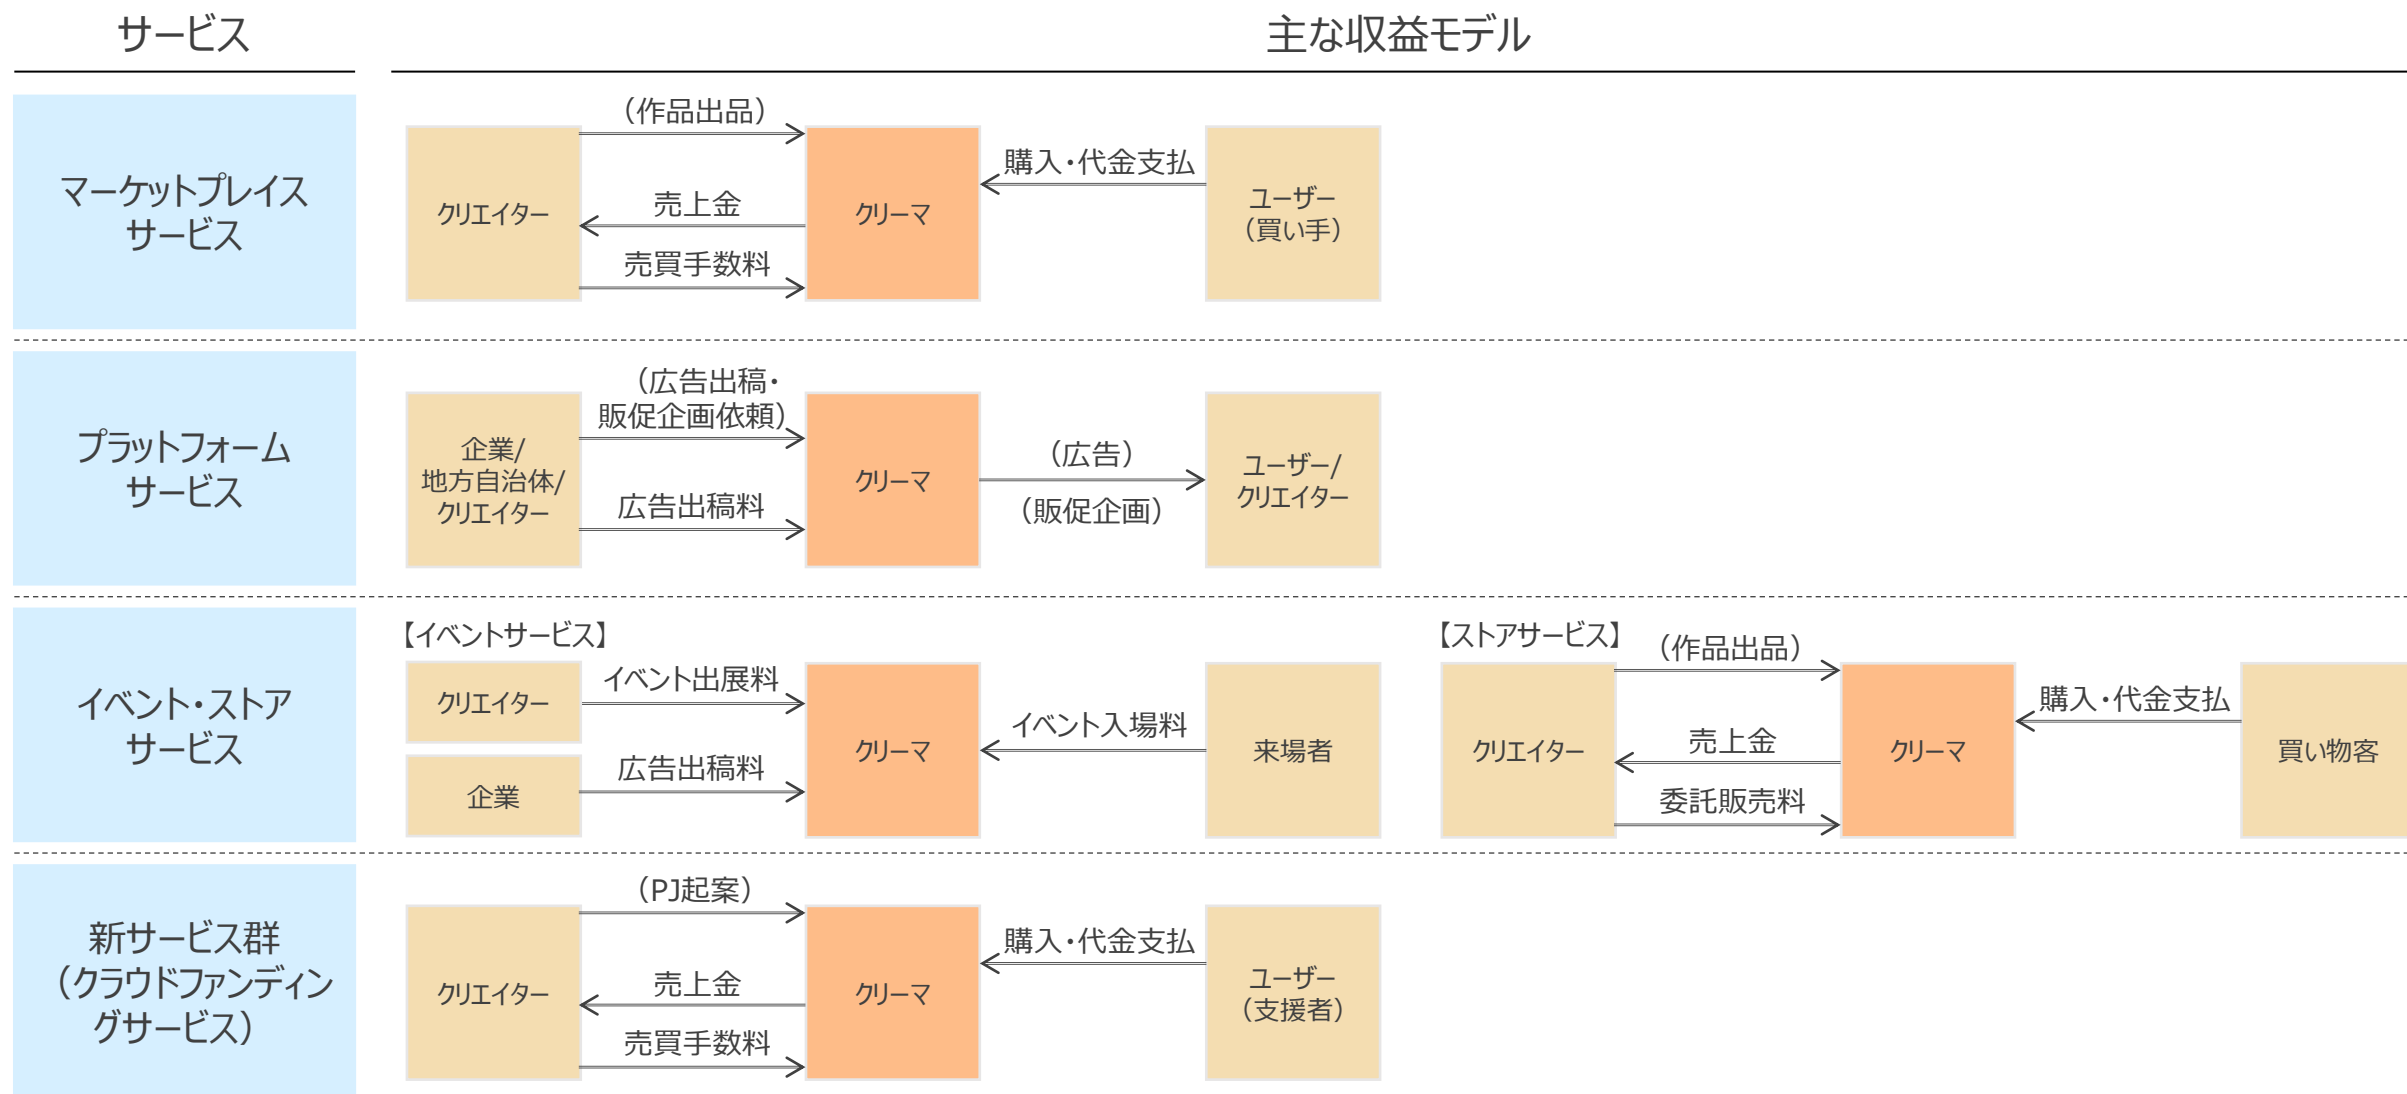 サービス
主な収益モデル
マーケットプレイス
サービス
（作品出品）
クリエイター
売上金
売買手数料
クリーマ
購入・代金支払
ユーザー
（買い手）
プラットフォーム
サービス
（広告出稿・
販促企画依頼）
企業/
地方自治体/
クリエイター
広告出稿料
クリーマ
（広告）
（販促企画）
ユーザー/
クリエイター
イベント・ストア
サービス
【イベントサービス】
クリエイター
イベント出展料
企業
広告出稿料
クリーマ
イベント入場料
来場者
【ストアサービス】
（作品出品）
クリエイター
売上金
委託販売料
クリーマ
購入・代金支払
買い物客
新サービス群
（クラウドファンディン
グサービス）
（PJ起案）
クリエイター
売上金
売買手数料
クリーマ
購入・代金支払
ユーザー
（支援者）